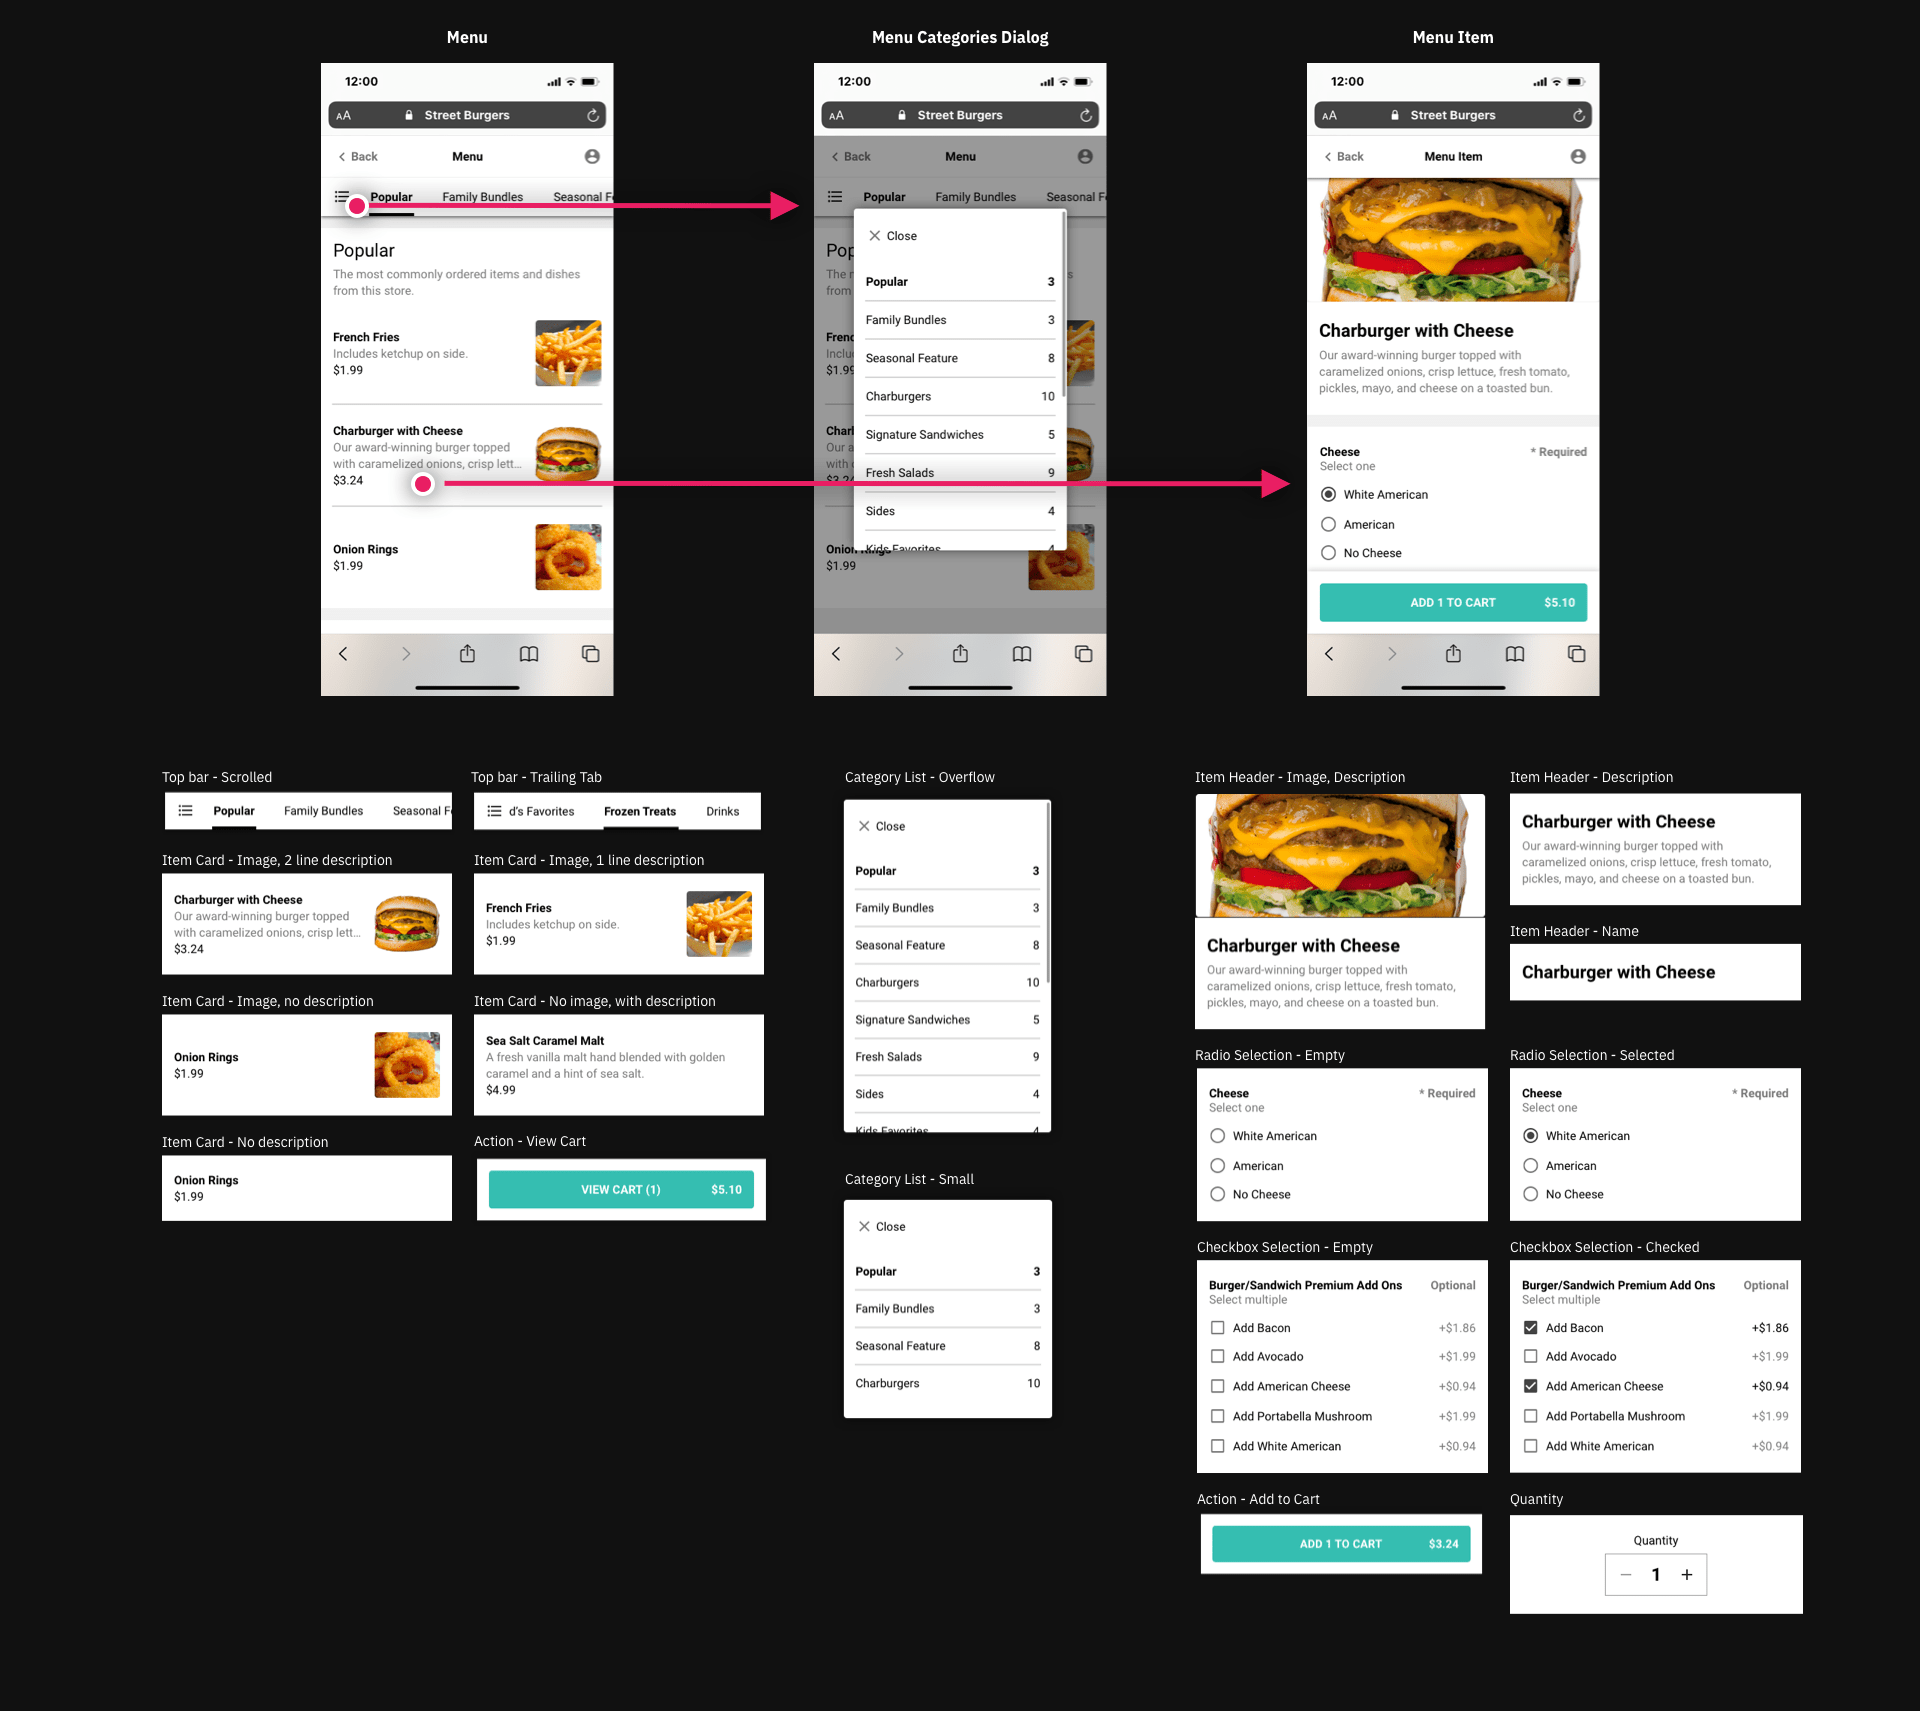 Menu
12:00
AA Street Burgers
Back Menu
Popular Family Bundles Seasonal F
Popular
The most commonly ordered items and dishes
from this store.
French Fries
Includes ketchup on side.
$1.99
Charburger with Cheese
Our award-winning burger topped
with caramelized onions, crisp lett...
$3.24
Onion Rings
$1.99
Menu Categories Dialog
12:00
AA Street Burgers
Back Menu
Popular Family Bundles Seasonal F
Close
Popular 3
Family Bundles 3
Seasonal Feature 8
Charburgers 10
Signature Sandwiches 5
Fresh Salads 9
Sides 4
Kids Favorites 4
Pop
The n s
from
Frenc
Inclu
$1.99
Charl
Our a
with c
$3.24
Onion Rings
$1.99
Menu Item
12:00
AA Street Burgers
Back Menu Item
Charburger with Cheese
Our award-winning burger topped with
caramelized onions, crisp lettuce, fresh tomato,
pickles, mayo, and cheese on a toasted bun.
Cheese * Required
Select one
White American
American
No Cheese
ADD 1 TO CART $5.10
Top bar - Scrolled
Popular Family Bundles Seasonal F
Top bar - Trailing Tab
d's Favorites Frozen Treats Drinks
Item Card - Image, 2 line description
Charburger with Cheese
Our award-winning burger topped
with caramelized onions, crisp lett...
$3.24
Item Card - Image, 1 line description
French Fries
Includes ketchup on side.
$1.99
Item Card - Image, no description
Onion Rings
$1.99
Item Card - No image, with description
Sea Salt Caramel Malt
A fresh vanilla malt hand blended with golden
caramel and a hint of sea salt.
$4.99
Item Card - No description
Onion Rings
$1.99
Action - View Cart
VIEW CART (1) $5.10
Category List - Overflow
Close
Popular 3
Family Bundles 3
Seasonal Feature 8
Charburgers 10
Signature Sandwiches 5
Fresh Salads 9
Sides 4
Kids Favorites 4
Category List - Small
Close
Popular 3
Family Bundles 3
Seasonal Feature 8
Charburgers 10
Item Header - Image, Description
Charburger with Cheese
Our award-winning burger topped with
caramelized onions, crisp lettuce, fresh tomato,
pickles, mayo, and cheese on a toasted bun.
Item Header - Description
Charburger with Cheese
Our award-winning burger topped with
caramelized onions, crisp lettuce, fresh tomato,
pickles, mayo, and cheese on a toasted bun.
Item Header - Name
Charburger with Cheese
Radio Selection - Empty
Cheese * Required
Select one
White American
American
No Cheese
Radio Selection - Selected
Cheese * Required
Select one
White American
American
No Cheese
Checkbox Selection - Empty
Burger/Sandwich Premium Add Ons Optional
Select multiple
Add Bacon +$1.86
Add Avocado +$1.99
Add American Cheese +$0.94
Add Portabella Mushroom +$1.99
Add White American +$0.94
Checkbox Selection - Checked
Burger/Sandwich Premium Add Ons Optional
Select multiple
Add Bacon +$1.86
Add Avocado +$1.99
Add American Cheese +$0.94
Add Portabella Mushroom +$1.99
Add White American +$0.94
Action - Add to Cart
ADD 1 TO CART $3.24
Quantity
Quantity
1